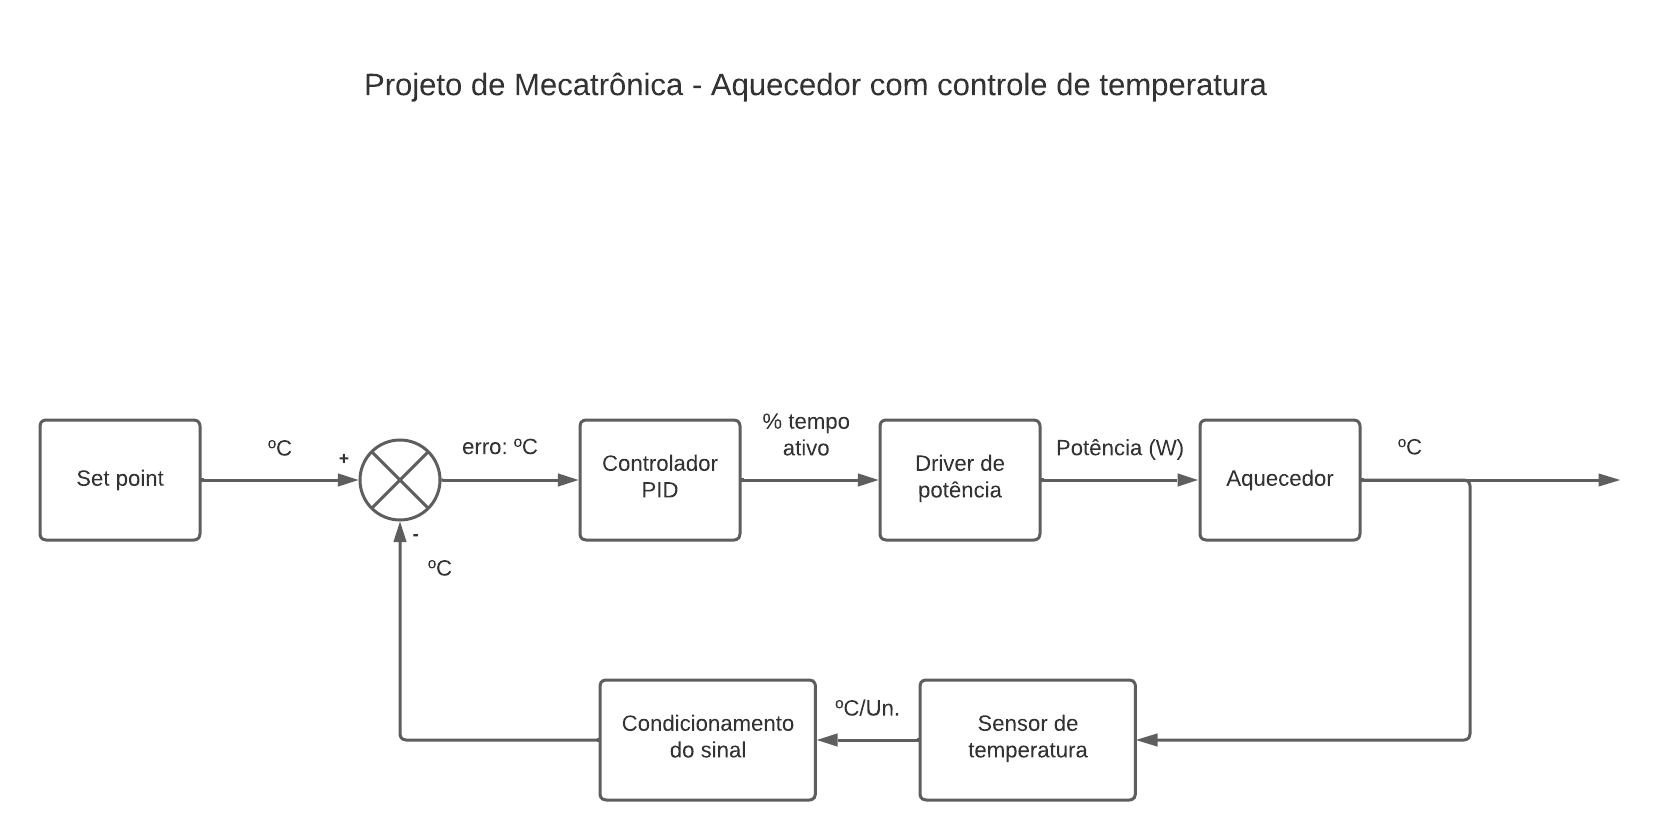 Projeto de Mecatrônica - Aquecedor com controle de temperatura
Set point
ºC
+
-
ºC
erro: ºC
Controlador
PID
% tempo
ativo
Driver de
potência
Potência (W)
Aquecedor
ºC
Condicionamento
do sinal
ºC/Un.
Sensor de
temperatura